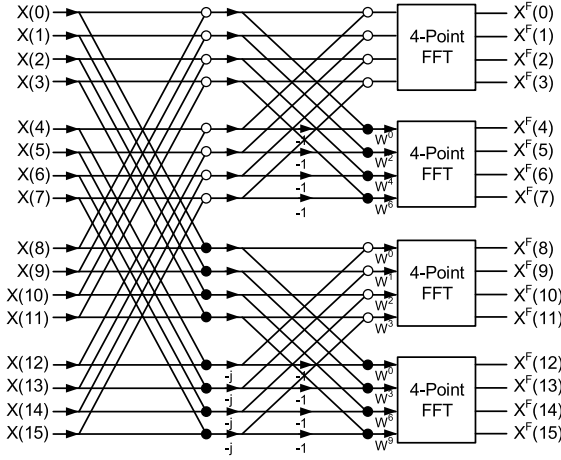 X(0) X^F(0)
X(1) 4-Point X^F(1)
X(2) FFT X^F(2)
X(3) X^F(3)
X(4) -1 W^0 X^F(4)
X(5) -1 W^2 4-Point X^F(5)
X(6) -1 W^4 FFT X^F(6)
X(7) -1 W^6 X^F(7)
X(8) W^0 X^F(8)
X(9) W^1 4-Point X^F(9)
X(10) W^2 FFT X^F(10)
X(11) W^3 X^F(11)
X(12) -j -1 W^0 X^F(12)
X(13) -j -1 W^3 4-Point X^F(13)
X(14) -j -1 W^6 FFT X^F(14)
X(15) -j -1 W^9 X^F(15)